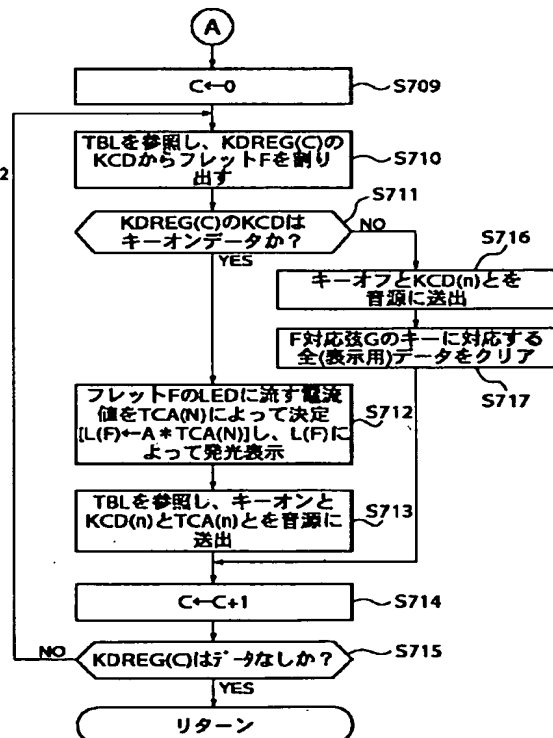 A
C←0
S709
TBLを参照し、KDREG(C)の
KCDからフレットFを割り
出す
S710
2
KDREG(C)のKCDは
キーオンデータか?
S711
NO
YES
S716
キーオフとKCD(n)とを
音源に送出
F対応弦Gのキーに対応する
全(表示用)データをクリア
S717
フレットFのLEDに流す電流
値をTCA(N)によって決定
[L(F)←A*TCA(N)]し、L(F)に
よって発光表示
S712
TBLを参照し、キーオンと
KCD(n)とTCA(n)とを音源に
送出
S713
C←C+1
S714
KDREG(C)はデータなしか?
S715
NO
YES
リターン